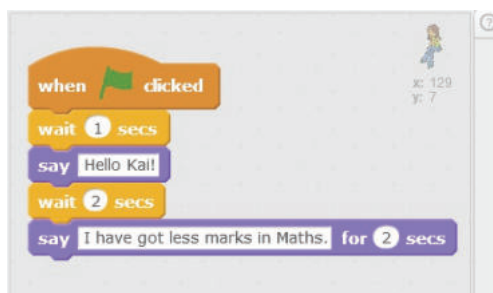 when clicked
x: 129
y: 7
wait 1 secs
say Hello Kai!
wait 2 secs
say I have got less marks in Maths. for 2 secs
?